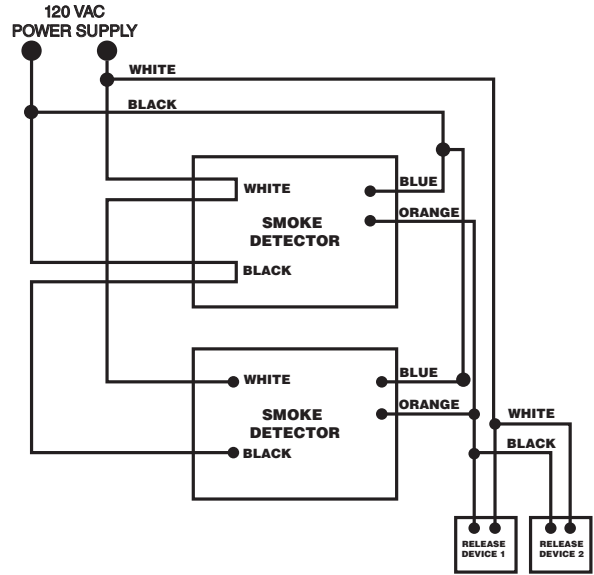 120 VAC
POWER SUPPLY
WHITE
BLACK
BLUE
WHITE
ORANGE
SMOKE
DETECTOR
BLACK
BLUE
WHITE
ORANGE
SMOKE
DETECTOR
WHITE
BLACK
BLACK
RELEASE
DEVICE 1
RELEASE
DEVICE 2